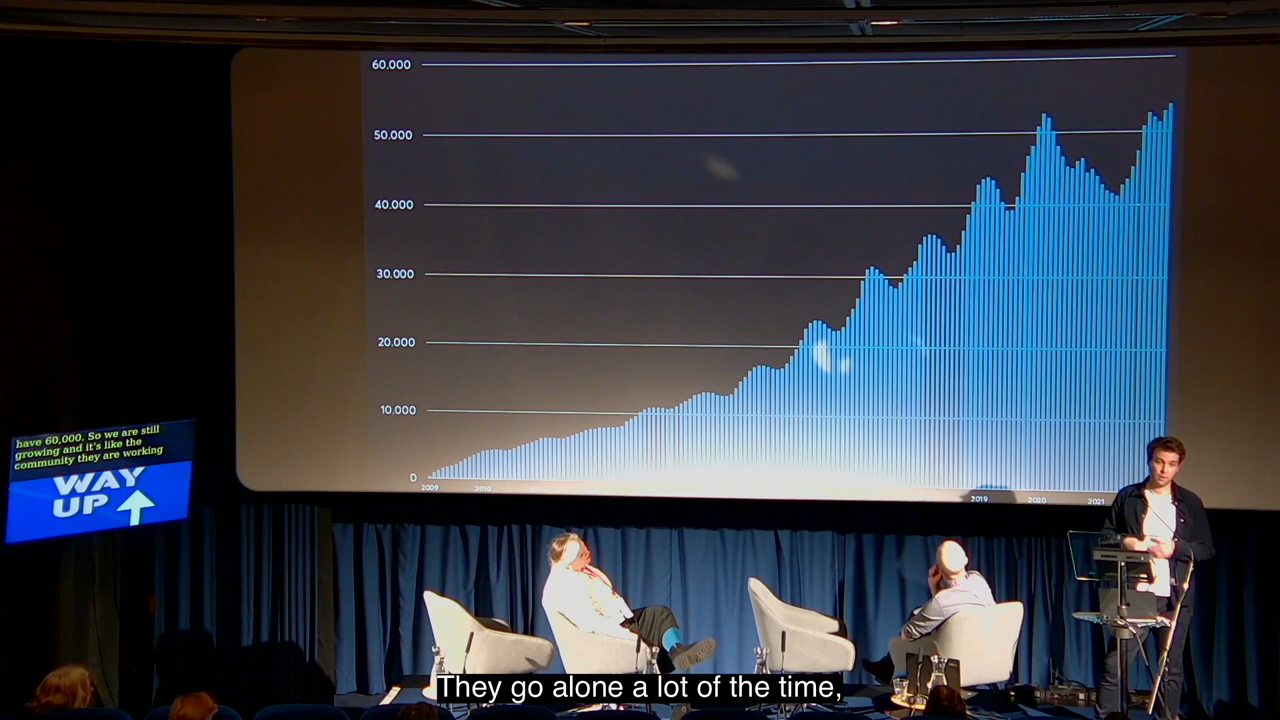 60.000
50.000
40.000
30.000
20.000
10.000
0
2009
2010
2019
2020
2021
have 60,000. So we are still
growing and it's like the
community they are working
WAY
UP
They go alone a lot of the time,